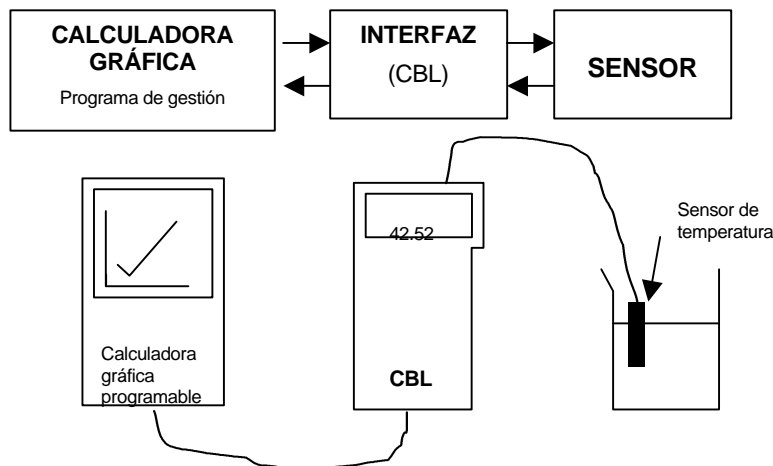 CALCULADORA
GRÁFICA
Programa de gestión
INTERFAZ
(CBL)
SENSOR
42.52
Sensor de
temperatura
Calculadora
gráfica
programable
CBL